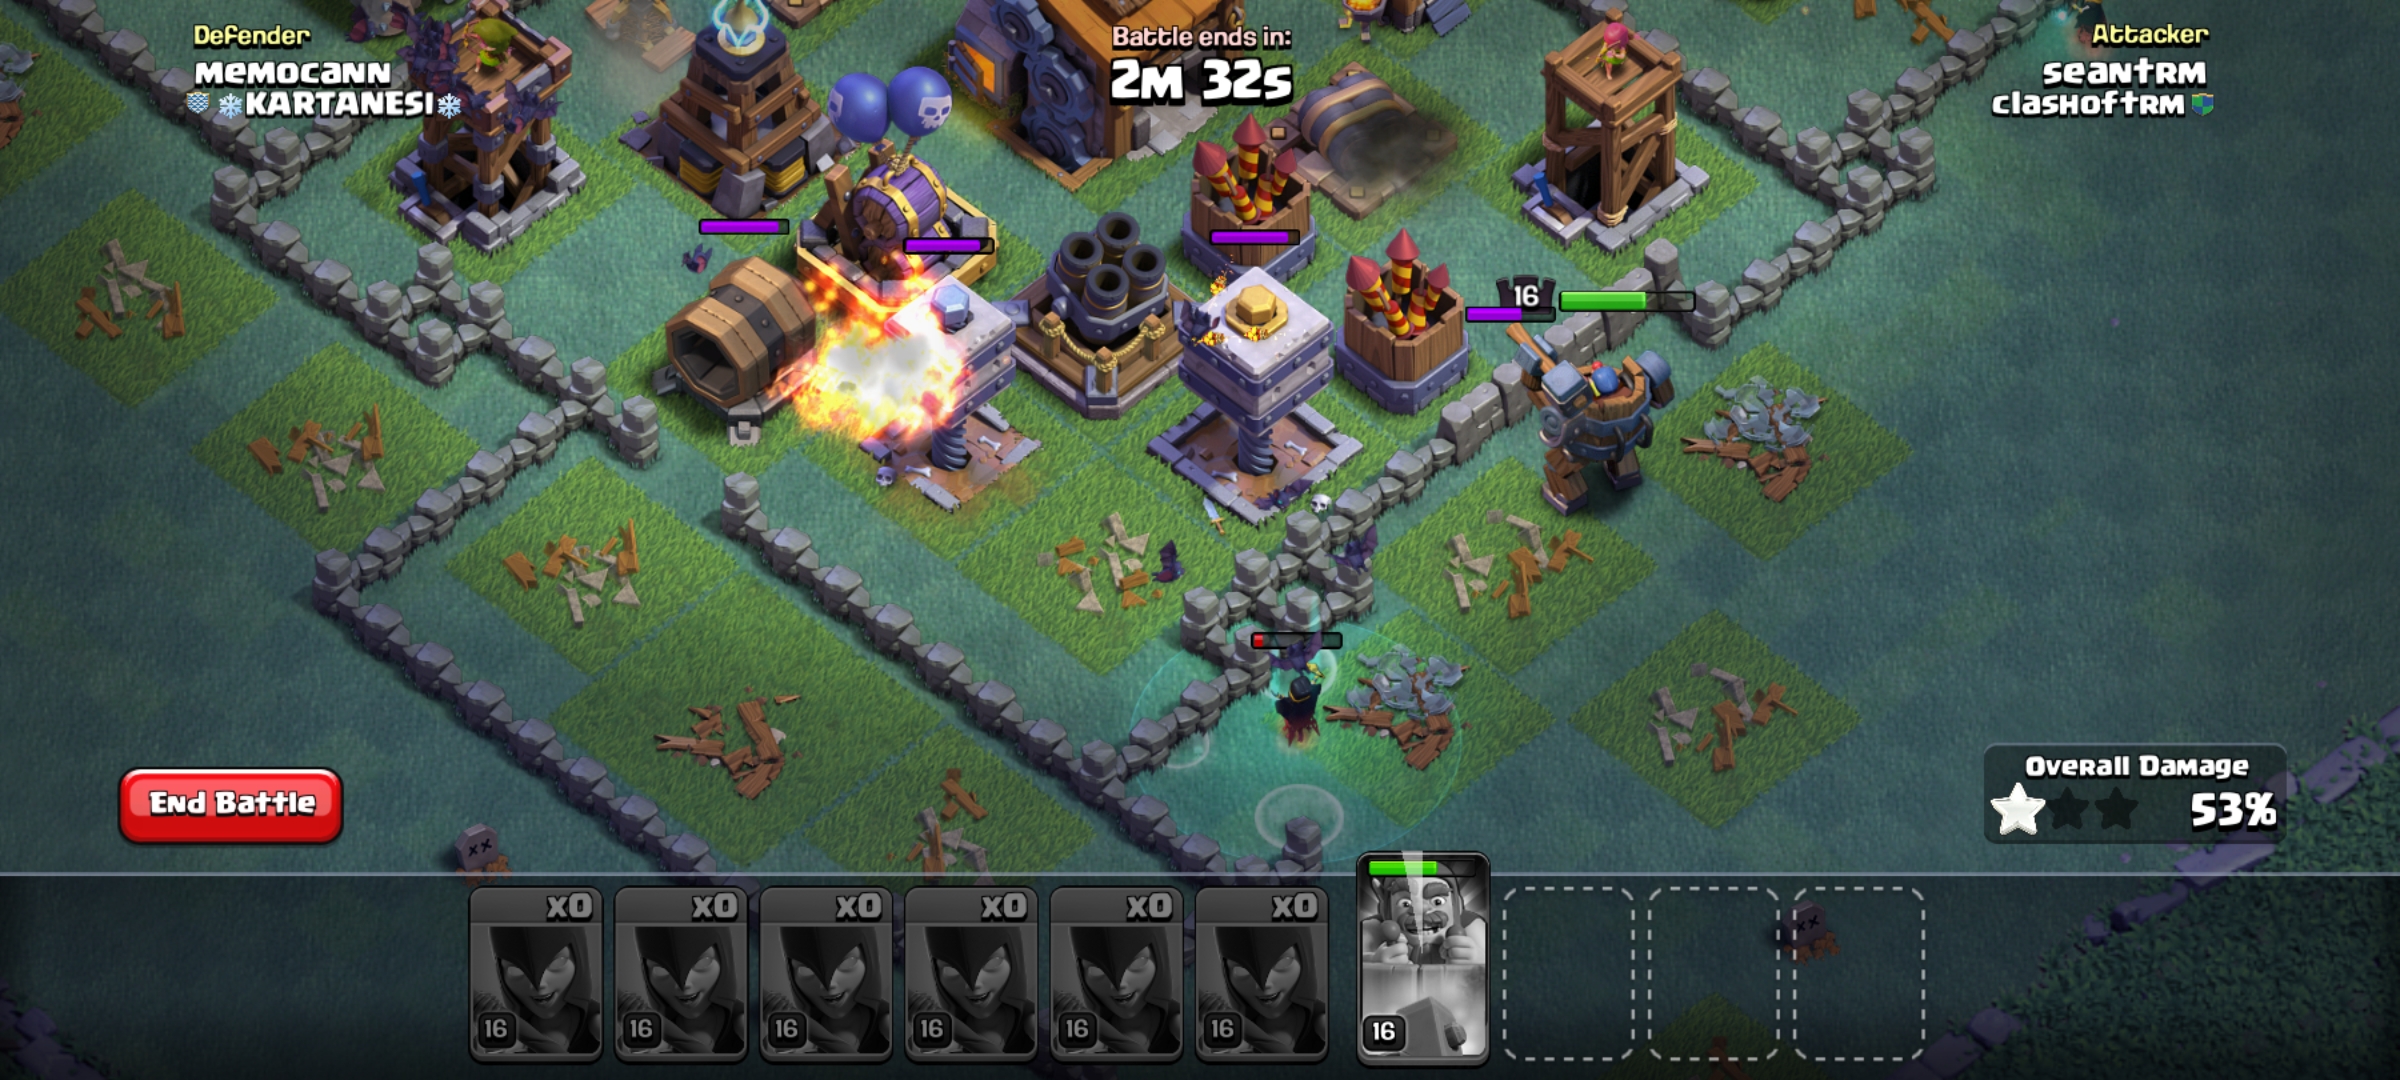 Defender
memocann
❄KARTANESI❄
Battle ends in:
2m 32s
Attacker
seantrm
clashoftrm
16
End Battle
Overall Damage
53%
x0
x0
x0
x0
x0
x0
16
16
16
16
16
16
16